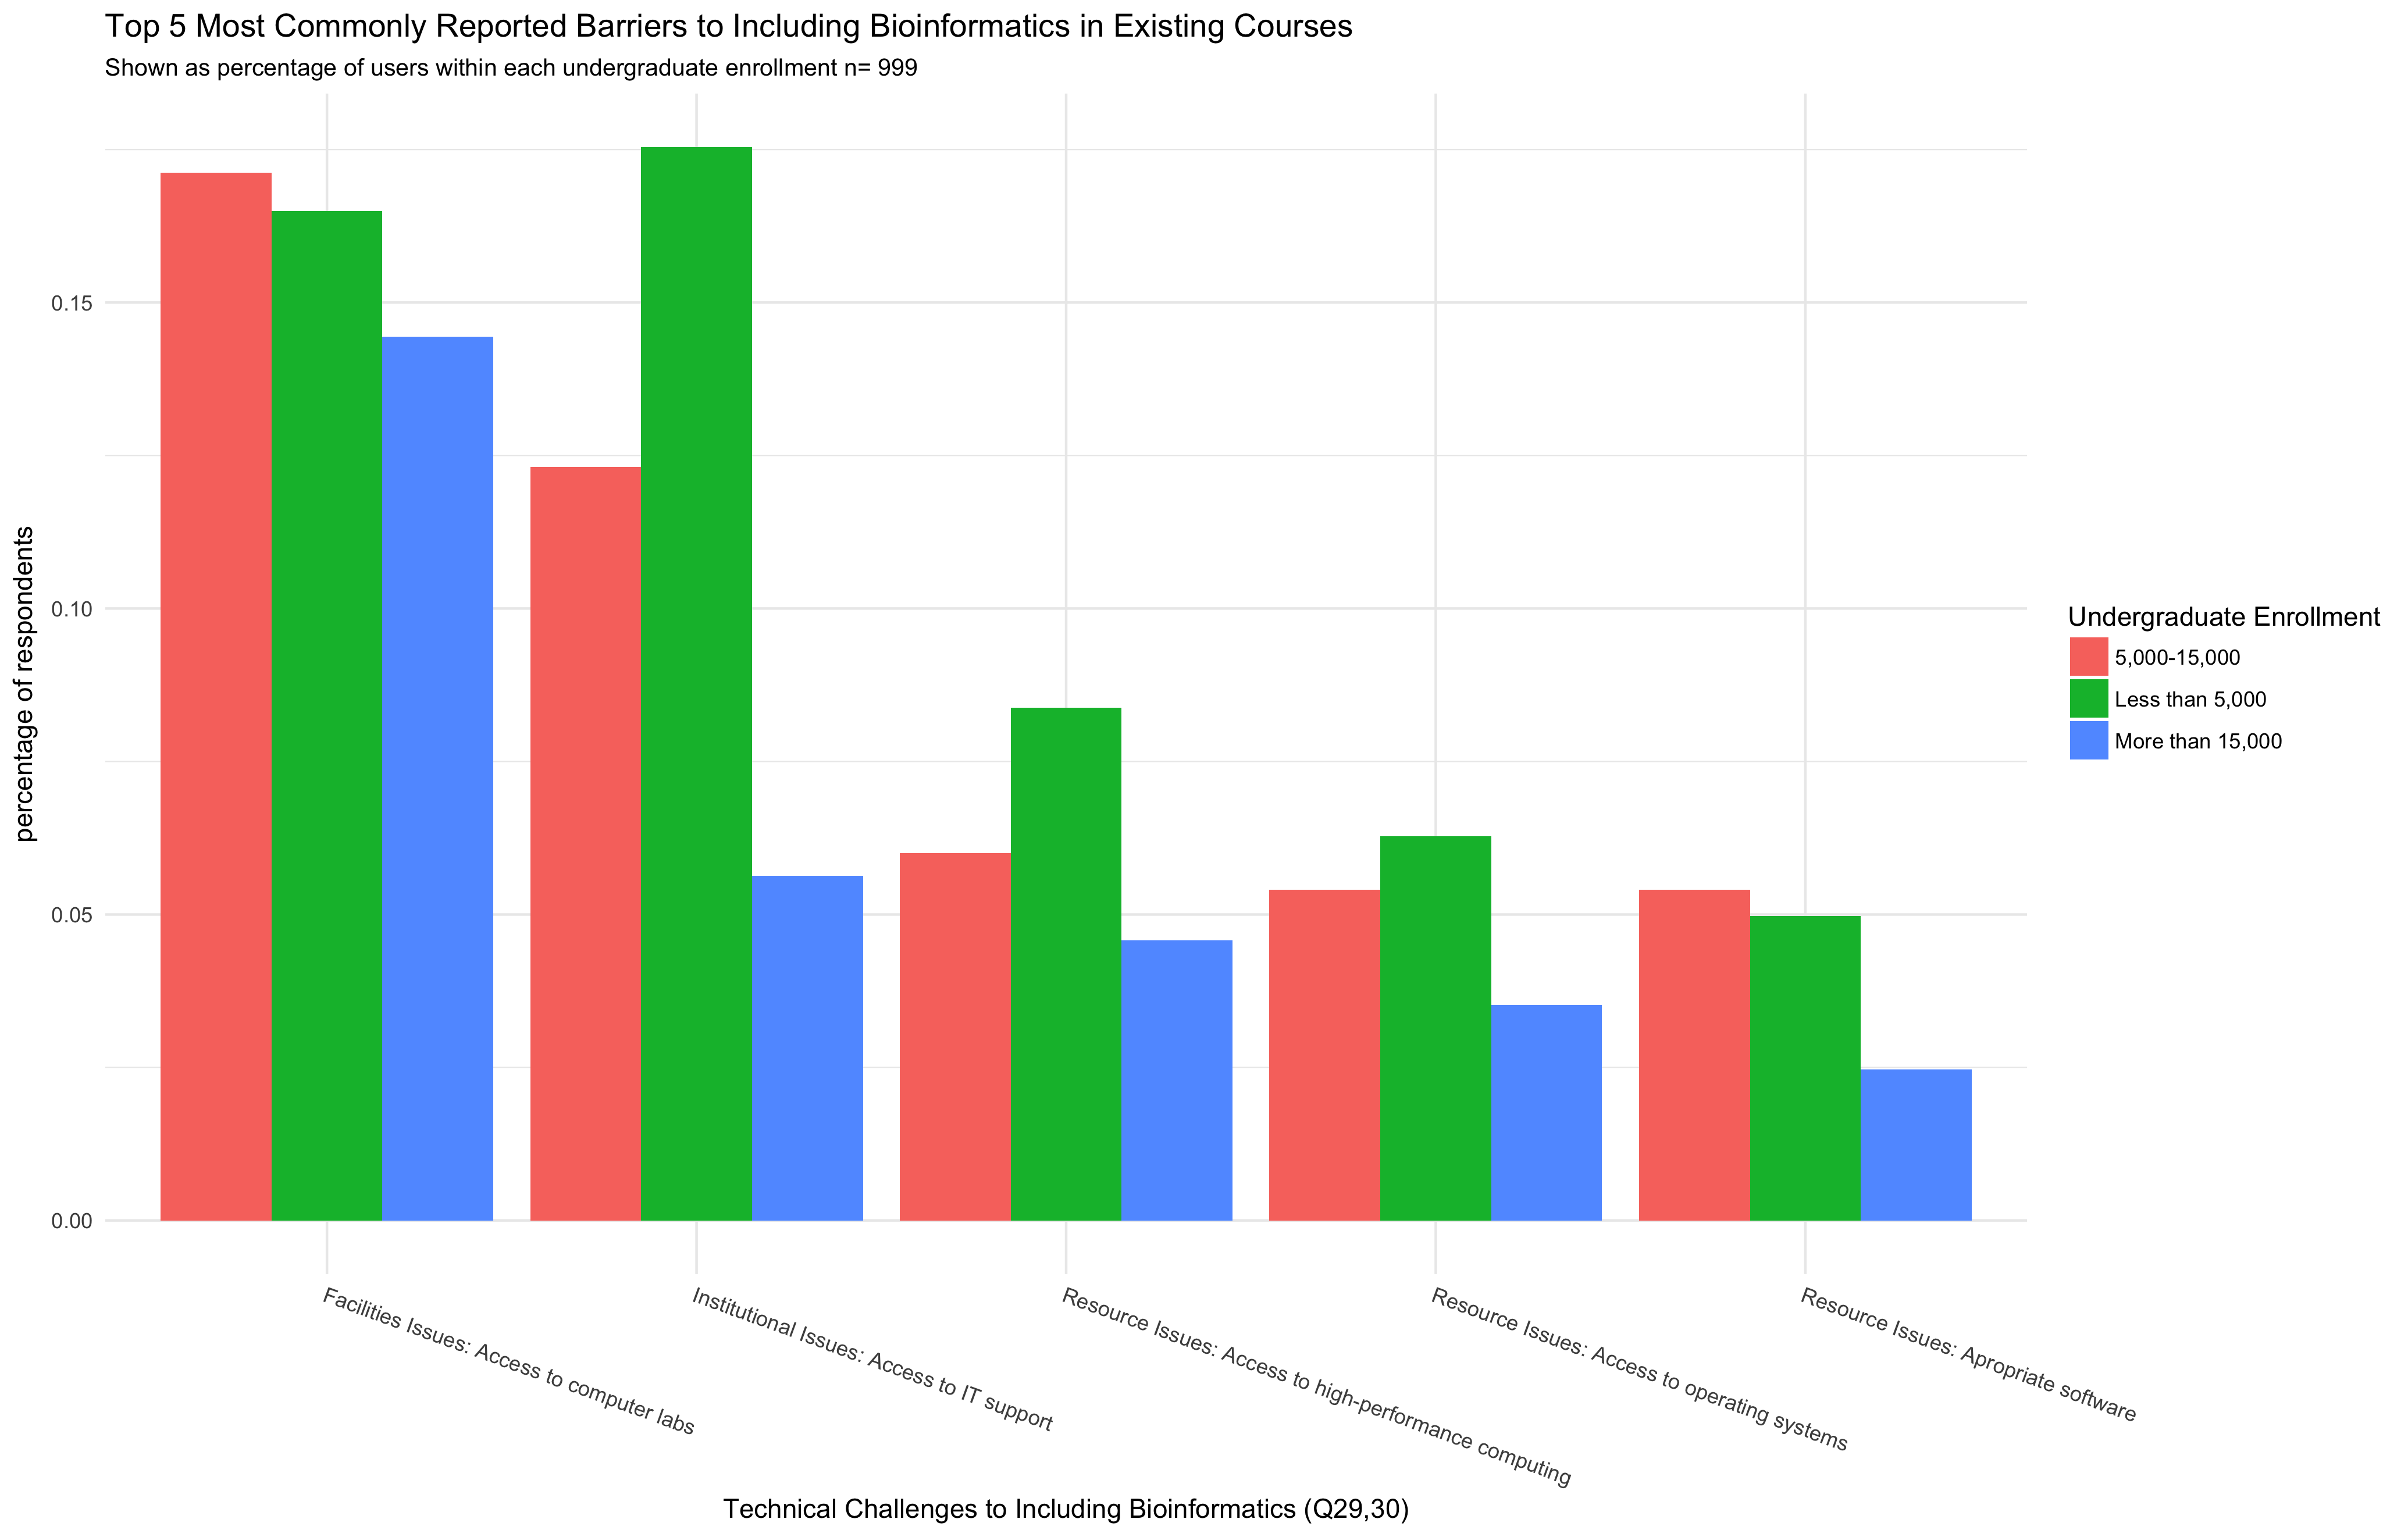 Top 5 Most Commonly Reported Barriers to Including Bioinformatics in Existing Courses
Shown as percentage of users within each undergraduate enrollment n= 999
percentage of respondents
0.15
0.10
0.05
0.00
Facilities Issues: Access to computer labs
Institutional Issues: Access to IT support
Resource Issues: Access to high-performance computing
Resource Issues: Access to operating systems
Resource Issues: Apropriate software
Technical Challenges to Including Bioinformatics (Q29,30)
Undergraduate Enrollment
5,000-15,000
Less than 5,000
More than 15,000